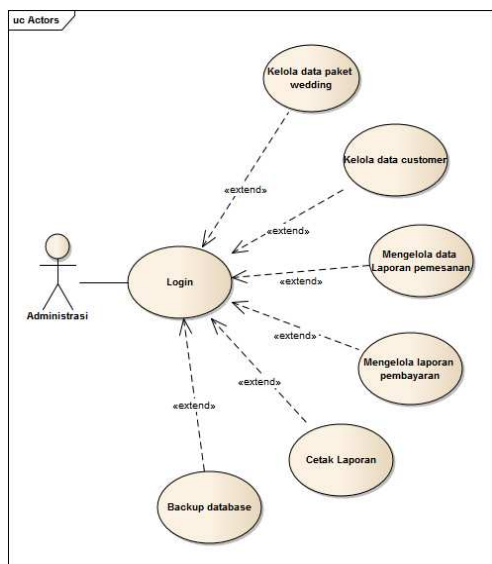 uc Actors
Kelola data paket
wedding
«extend»
Kelola data customer
«extend»
Mengelola data
Laporan pemesanan
«extend»
Administrasi
Login
Mengelola laporan
pembayaran
«extend»
«extend»
«extend»
Cetak Laporan
Backup database